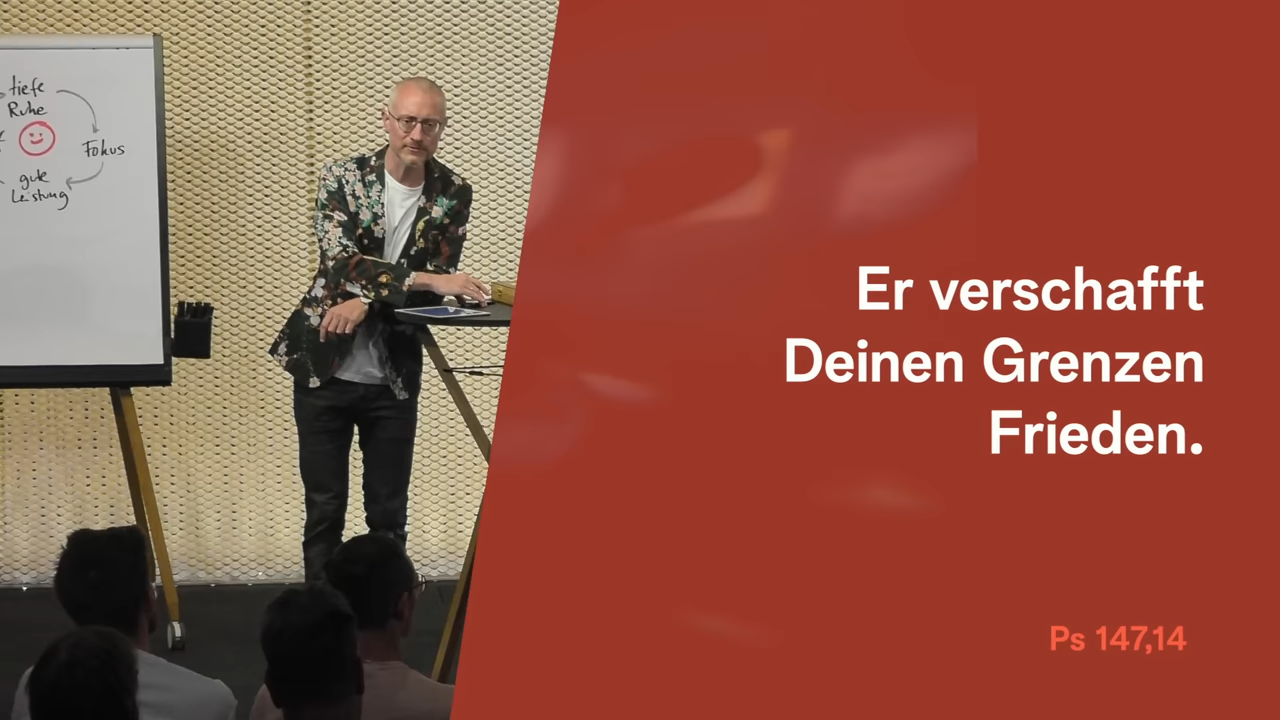 tiefe
Ruhe
Fokus
gute
Leistung
Er verschafft
Deinen Grenzen
Frieden.
Ps 147,14